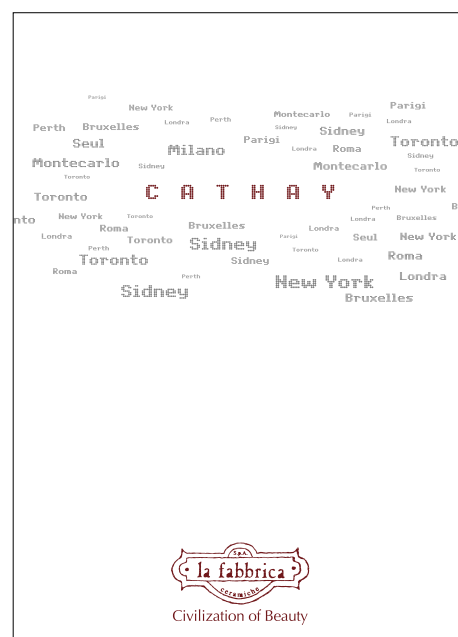 Parigi
New York Parigi
Londra Perth Montecarlo Parigi Londra
Perth Bruxelles Sidney Sidney
Seul Milano Parigi Londra Roma Toronto
Montecarlo Sidney Montecarlo Sidney
Toronto Toronto
Toronto CATHAY New York
Perth B
nto New York Toronto Londra Bruxelles
Roma Bruxelles Londra
Londra Toronto Sidney Parigi Seul New York
Perth Toronto
Toronto Sidney Londra Roma
Roma Perth New York Londra
Sidney Bruxelles
S.p.A.
la fabbrica
ceramiche
Civilization of Beauty